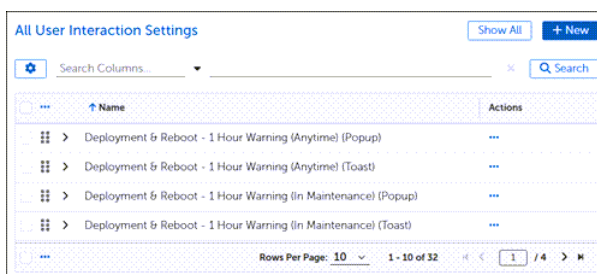 All User Interaction Settings
Show All
+ New
Search Columns...
Search
Name
Actions
Deployment & Reboot - 1 Hour Warning (Anytime) (Popup)
Deployment & Reboot - 1 Hour Warning (Anytime) (Toast)
Deployment & Reboot - 1 Hour Warning (In Maintenance) (Popup)
Deployment & Reboot - 1 Hour Warning (In Maintenance) (Toast)
Rows Per Page: 10 1 - 10 of 32 1 / 4